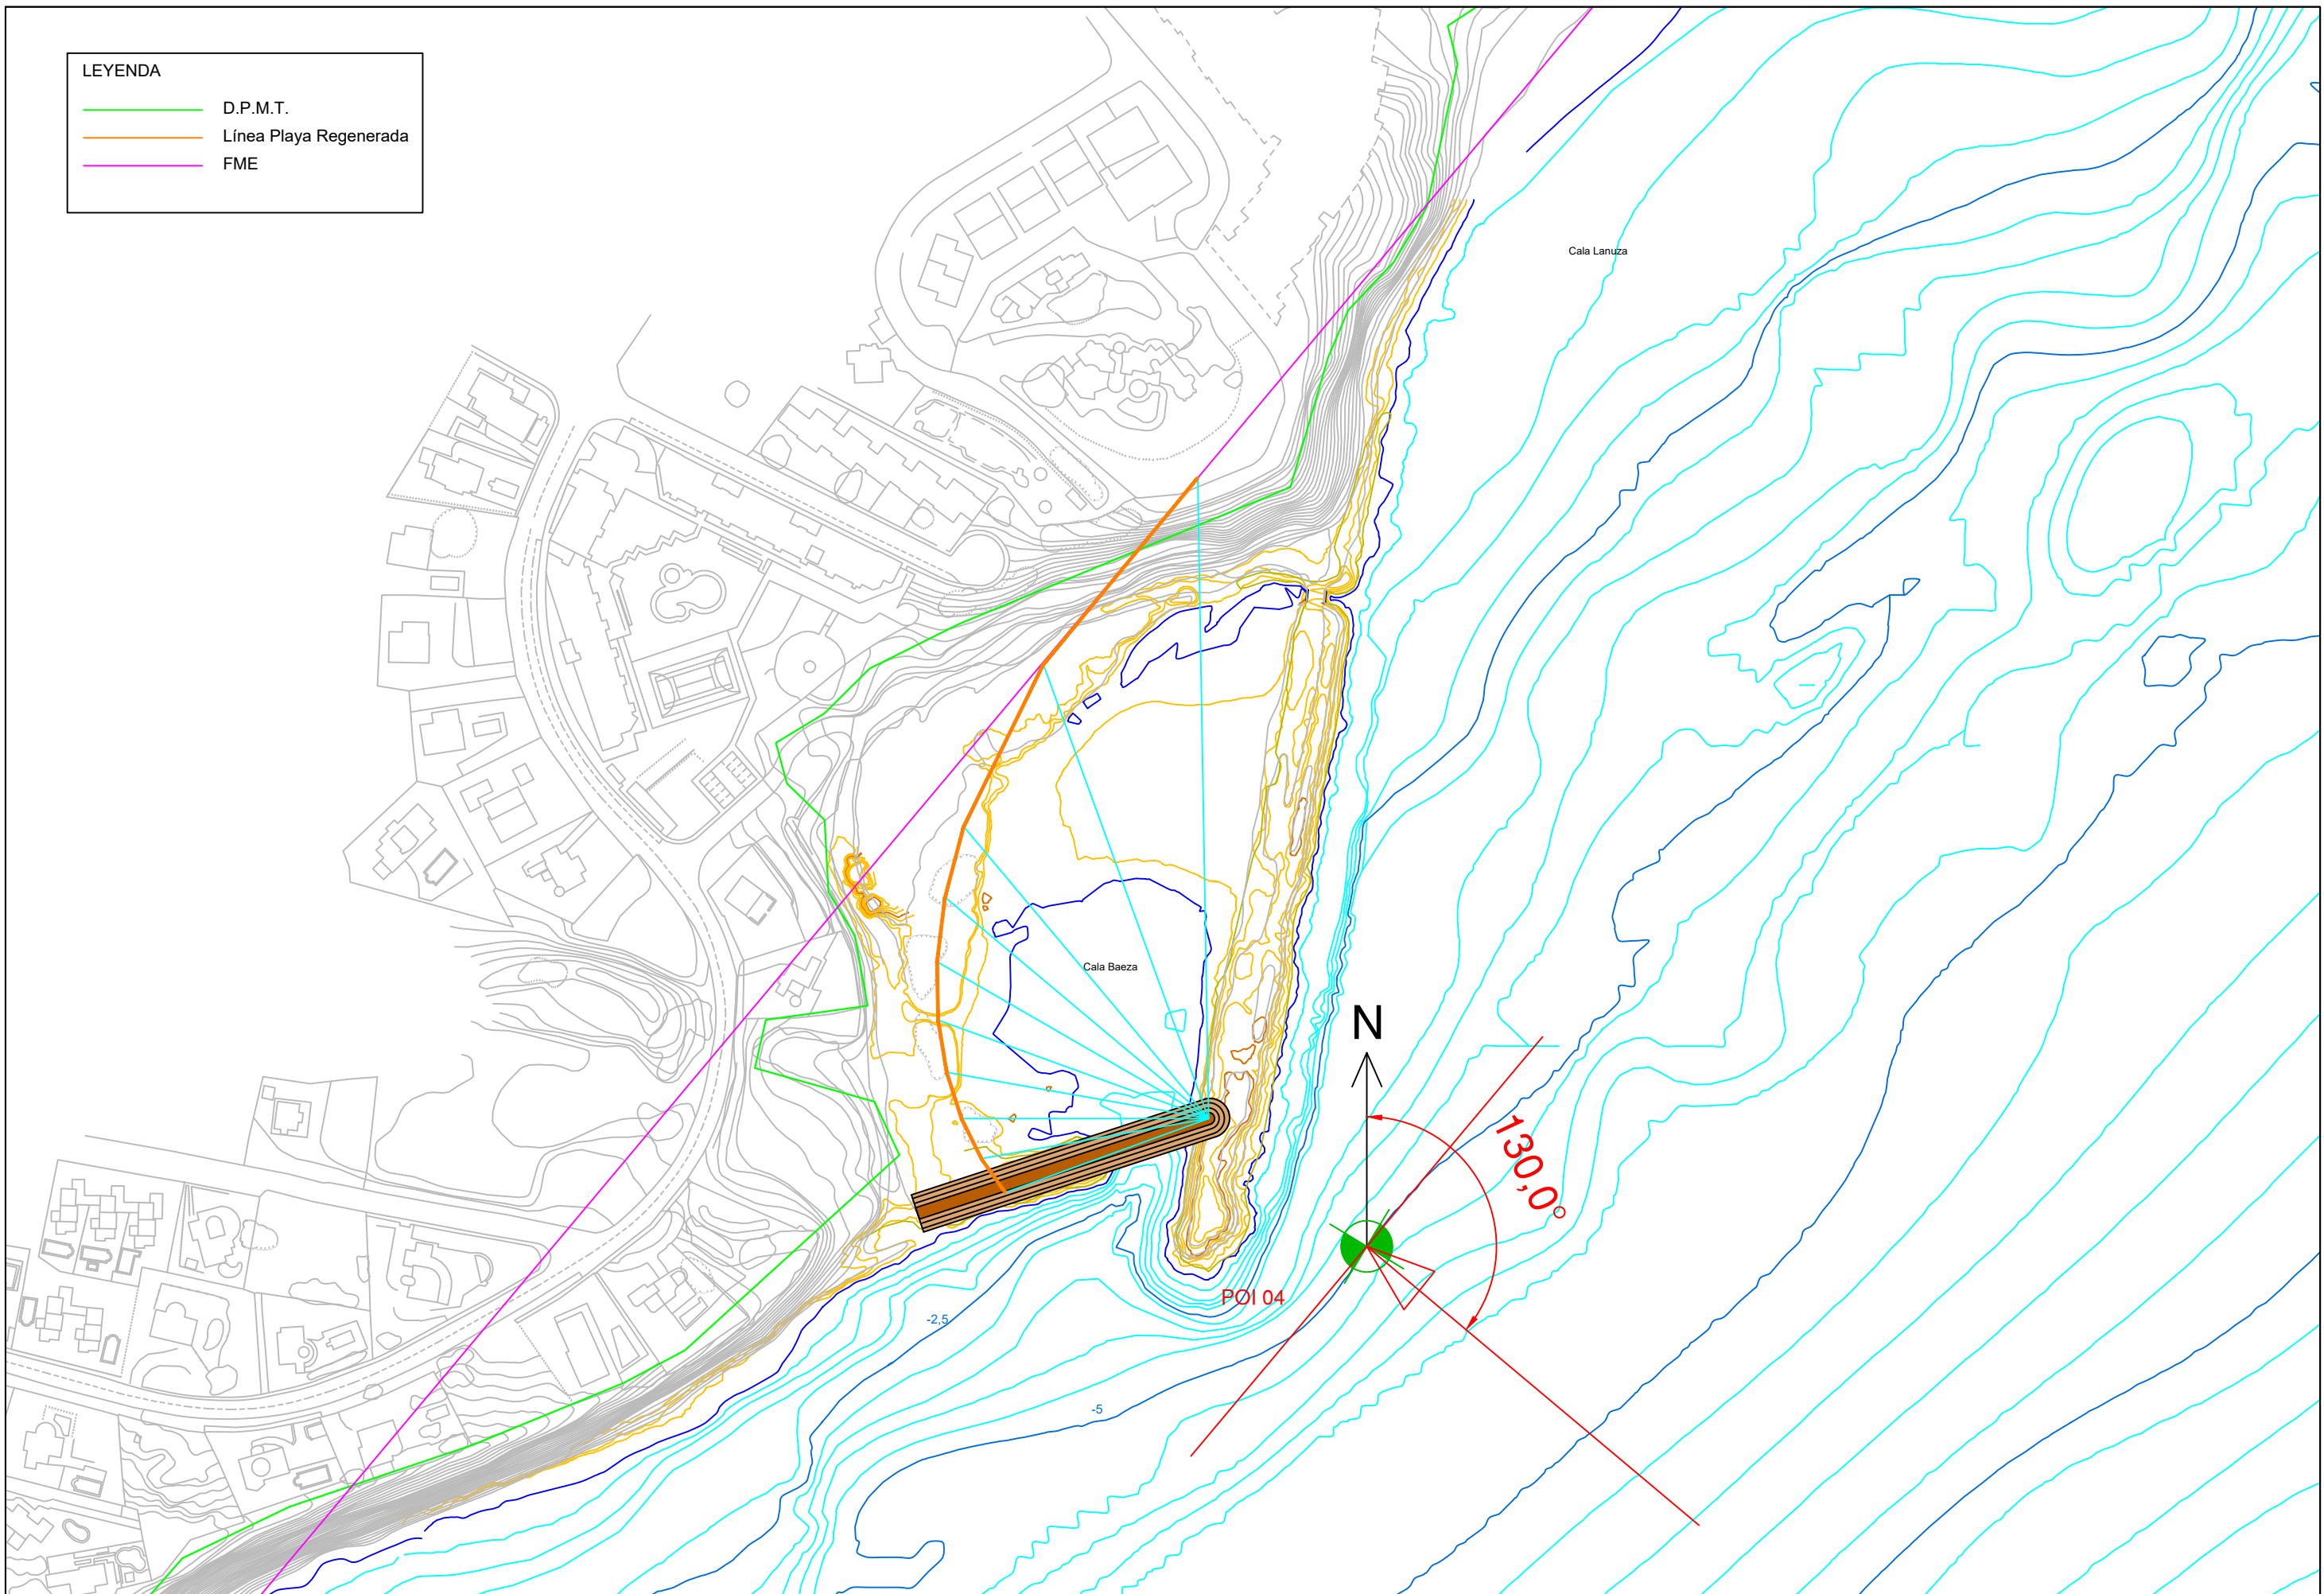 LEYENDA
D.P.M.T.
Línea Playa Regenerada
FME
Cala Lanuza
Cala Baeza
N
130,0°
POI 04
-2,5
-5